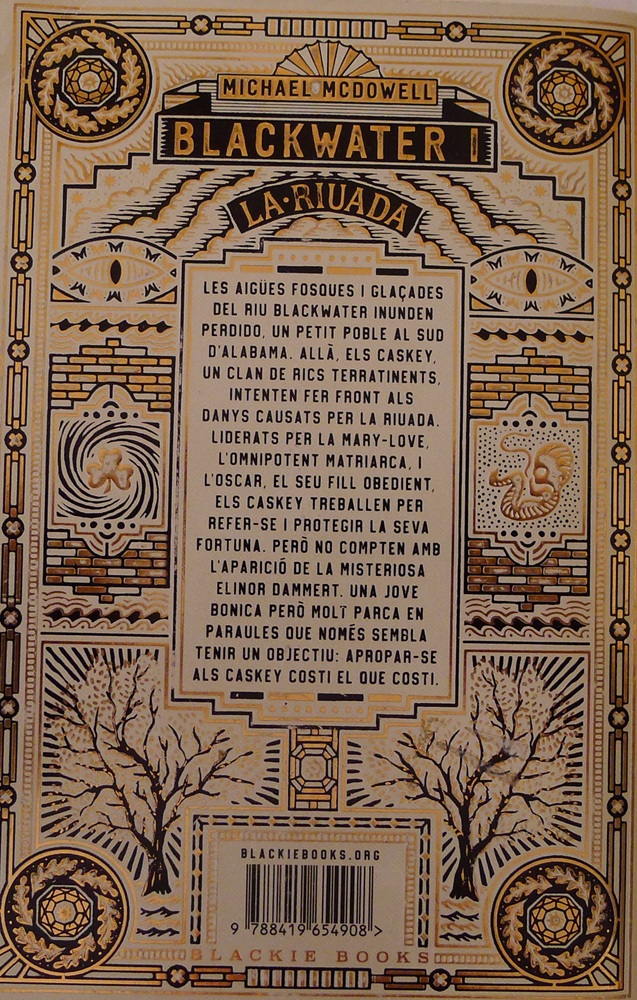 MICHAEL MCDOWELL
BLACKWATER I
LA·RIUADA
LES AIGÜES FOSQUES I GLAÇADES
DEL RIU BLACKWATER INUNDEN
PERDIDO, UN PETIT POBLE AL SUD
D'ALABAMA. ALLÀ, ELS CASKEY,
UN CLAN DE RICS TERRATINENTS,
INTENTEN FER FRONT ALS
DANYS CAUSATS PER LA RIUADA.
LIDERATS PER LA MARY-LOVE,
L'OMNIPOTENT MATRIARCA, I
L'OSCAR, EL SEU FILL OBEDIENT,
ELS CASKEY TREBALLEN PER
REFER-SE I PROTEGIR LA SEVA
FORTUNA. PERÒ NO COMPTEN AMB
L'APARICIÓ DE LA MISTERIOSA
ELINOR DAMMERT. UNA JOVE
BONICA PERÒ MOLT PARCA EN
PARAULES QUE NOMÉS SEMBLA
TENIR UN OBJECTIU: APROPAR-SE
ALS CASKEY COSTI EL QUE COSTI.
BLACKIEBOOKS.ORG
9 788419 654908 >
BLACKIE BOOKS